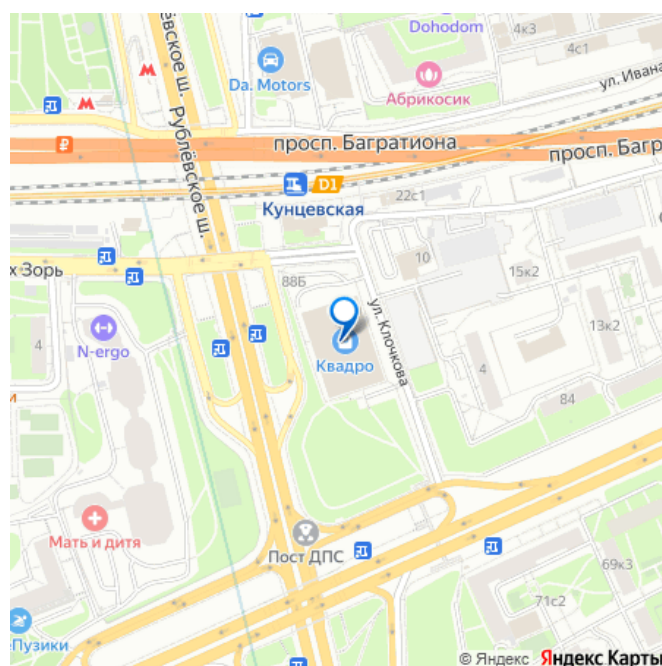 Dohodom
4к3
4с1
Da. Motors
Абрикосик
ул. Ивана
Рублёвское ш.
просп. Багратиона
просп. Багр
D1
Кунцевская
22с1
х Зорь
88Б
10
15к2
ул. Клочкова
N-ergo
4
Квадро
13к2
4
84
Мать и дитя
Пост ДПС
69к3
71с2
-Пузики
© Яндекс Яндекс Карты